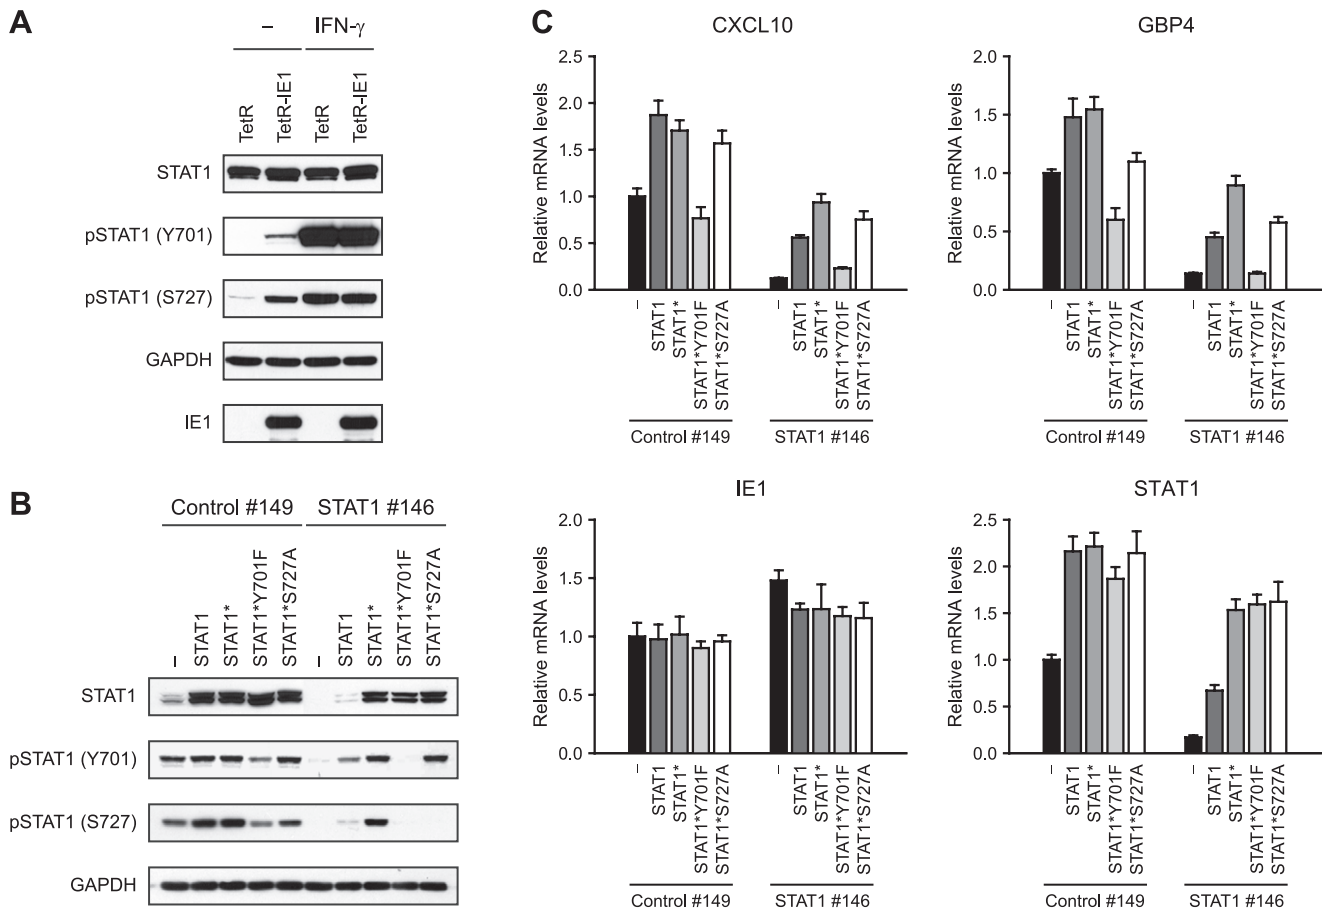 A
– IFN-γ
TetR TetR-IE1 TetR TetR-IE1
STAT1
pSTAT1 (Y701)
pSTAT1 (S727)
GAPDH
IE1
B
Control #149 STAT1 #146
– STAT1 STAT1* STAT1*Y701F STAT1*S727A – STAT1 STAT1* STAT1*Y701F STAT1*S727A
STAT1
pSTAT1 (Y701)
pSTAT1 (S727)
GAPDH
C
CXCL10
Relative mRNA levels
2.5
2.0
1.5
1.0
0.5
0.0
– STAT1 STAT1* STAT1*Y701F STAT1*S727A – STAT1 STAT1* STAT1*Y701F STAT1*S727A
Control #149 STAT1 #146
GBP4
Relative mRNA levels
2.0
1.5
1.0
0.5
0.0
– STAT1 STAT1* STAT1*Y701F STAT1*S727A – STAT1 STAT1* STAT1*Y701F STAT1*S727A
Control #149 STAT1 #146
IE1
Relative mRNA levels
2.0
1.5
1.0
0.5
0.0
– STAT1 STAT1* STAT1*Y701F STAT1*S727A – STAT1 STAT1* STAT1*Y701F STAT1*S727A
Control #149 STAT1 #146
STAT1
Relative mRNA levels
2.5
2.0
1.5
1.0
0.5
0.0
– STAT1 STAT1* STAT1*Y701F STAT1*S727A – STAT1 STAT1* STAT1*Y701F STAT1*S727A
Control #149 STAT1 #146